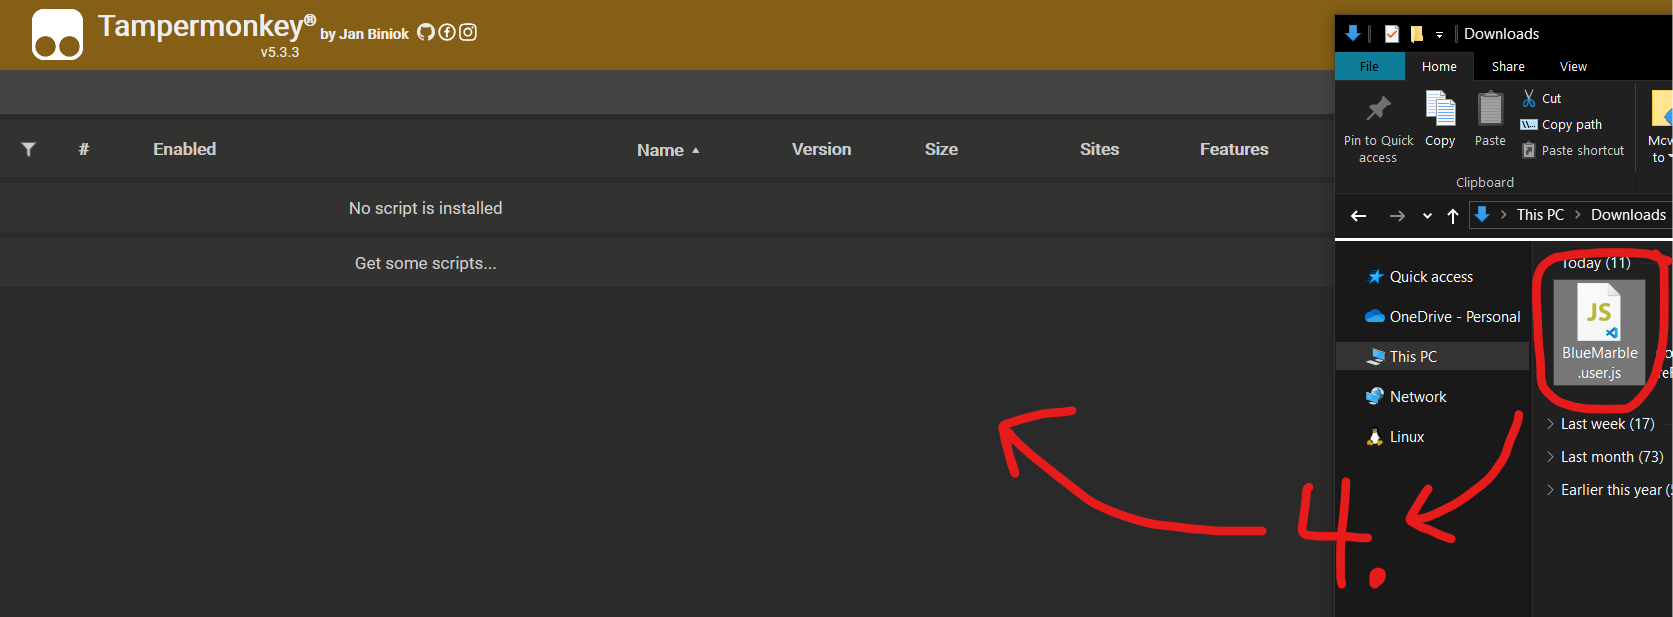 Tampermonkey® by Jan Biniok
v5.3.3
# Enabled Name Version Size Sites Features
No script is installed
Get some scripts...
Downloads
File Home Share View
Pin to Quick access
Copy
Paste
Cut
Copy path
Paste shortcut
Clipboard
This PC Downloads
Quick access
OneDrive - Personal
This PC
Network
Linux
Today (11)
JS
BlueMarble
.user.js
Last week (17)
Last month (73)
Earlier this year
4.